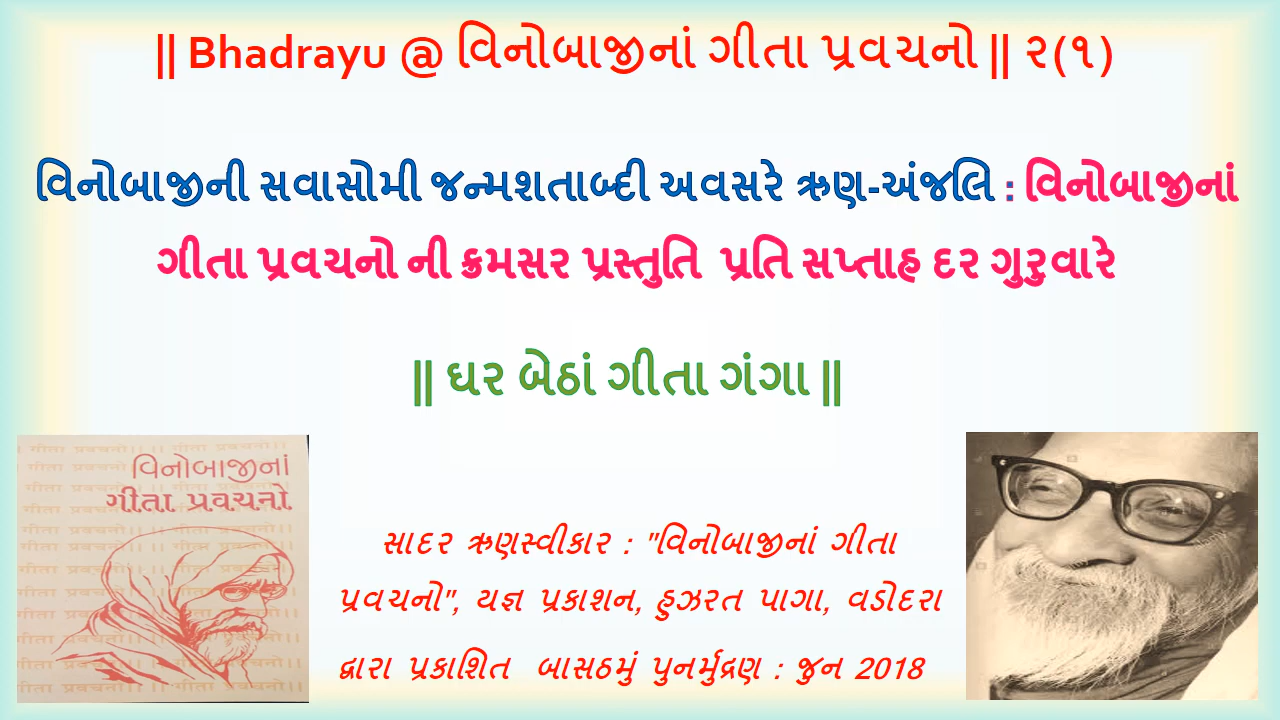 || Bhadrayu @ વિનોબાજીનાં ગીતા પ્રવચનો || ૨(૧)
વિનોબાજીની સવાસોમી જન્મશતાબ્દી અવસરે ઋણ-અંજલિ : વિનોબાજીનાં
ગીતા પ્રવચનો ની ક્રમસર પ્રસ્તુતિ પ્રતિ સપ્તાહ દર ગુરુવારે
|| ઘર બેઠાં ગીતા ગંગા ||
વિનોબાજીનાં
ગીતા પ્રવચનો
સાદર ઋણસ્વીકાર : "વિનોબાજીનાં ગીતા
પ્રવચનો", યજ્ઞ પ્રકાશન, હુઝરત પાગા, વડોદરા
દ્વારા પ્રકાશિત બાસઠમું પુનર્મુદ્રણ : જુન 2018